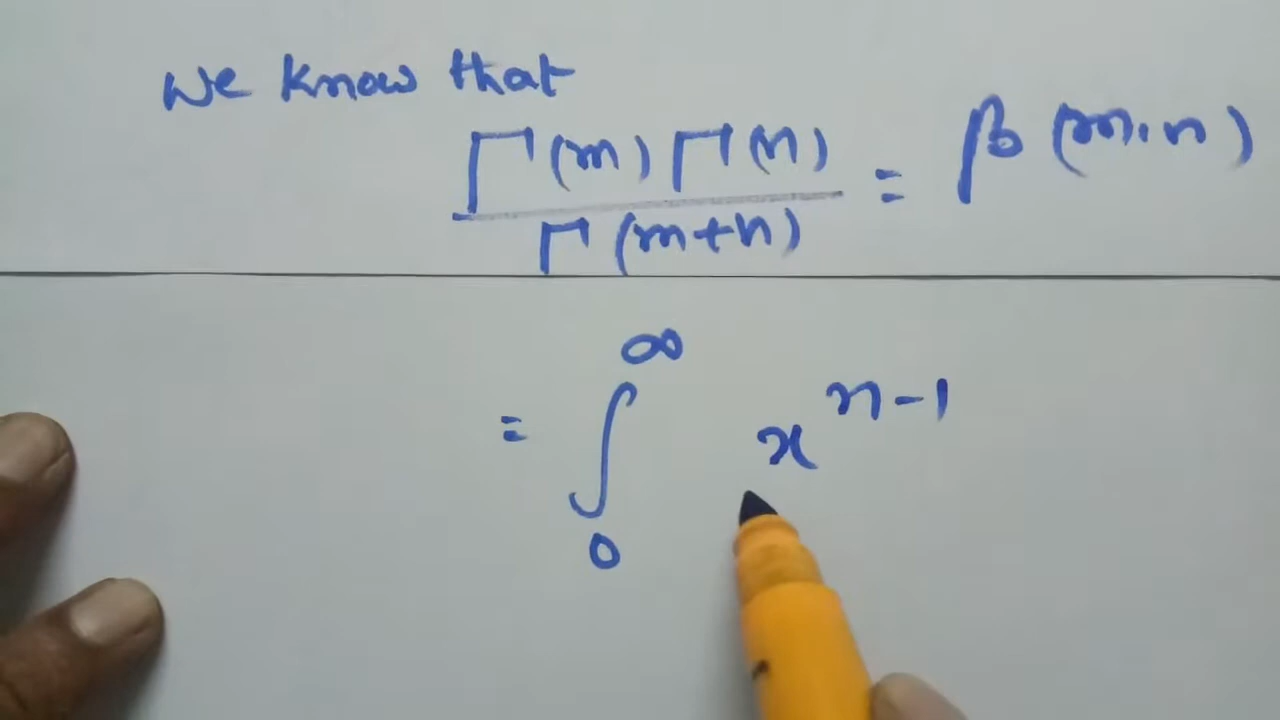 We know that
Γ(m) Γ(n) / Γ(m+n) = β(m,n)
= ∫₀^∞ x^(n-1)